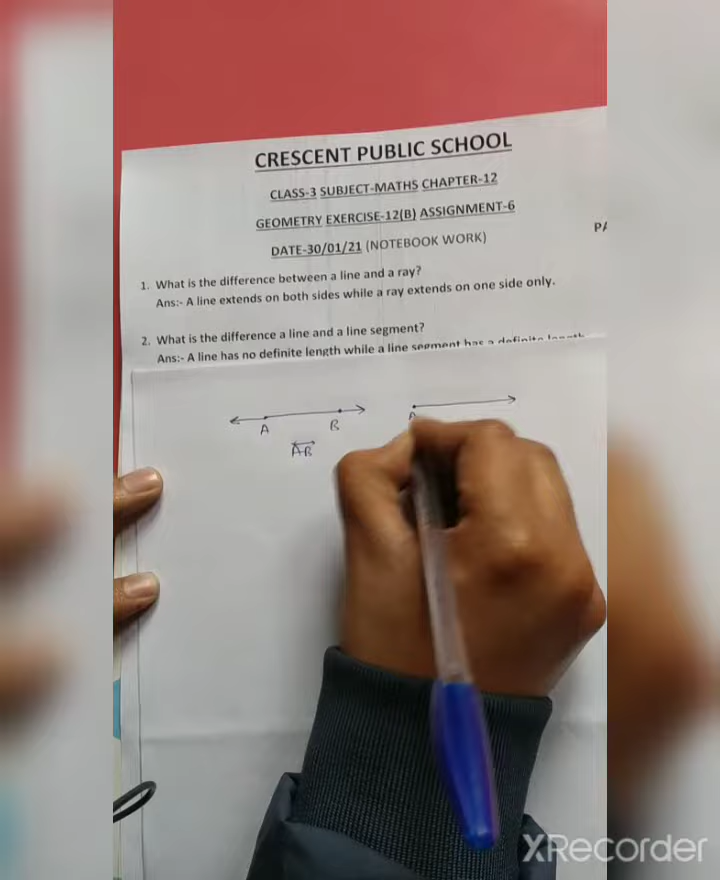 CRESCENT PUBLIC SCHOOL
CLASS-3 SUBJECT-MATHS CHAPTER-12
GEOMETRY EXERCISE-12(B) ASSIGNMENT-6
DATE-30/01/21 (NOTEBOOK WORK)
PA
1. What is the difference between a line and a ray?
Ans:- A line extends on both sides while a ray extends on one side only.
2. What is the difference a line and a line segment?
Ans:- A line has no definite length while a line segment has a definite length
A B
AB
XRecorder